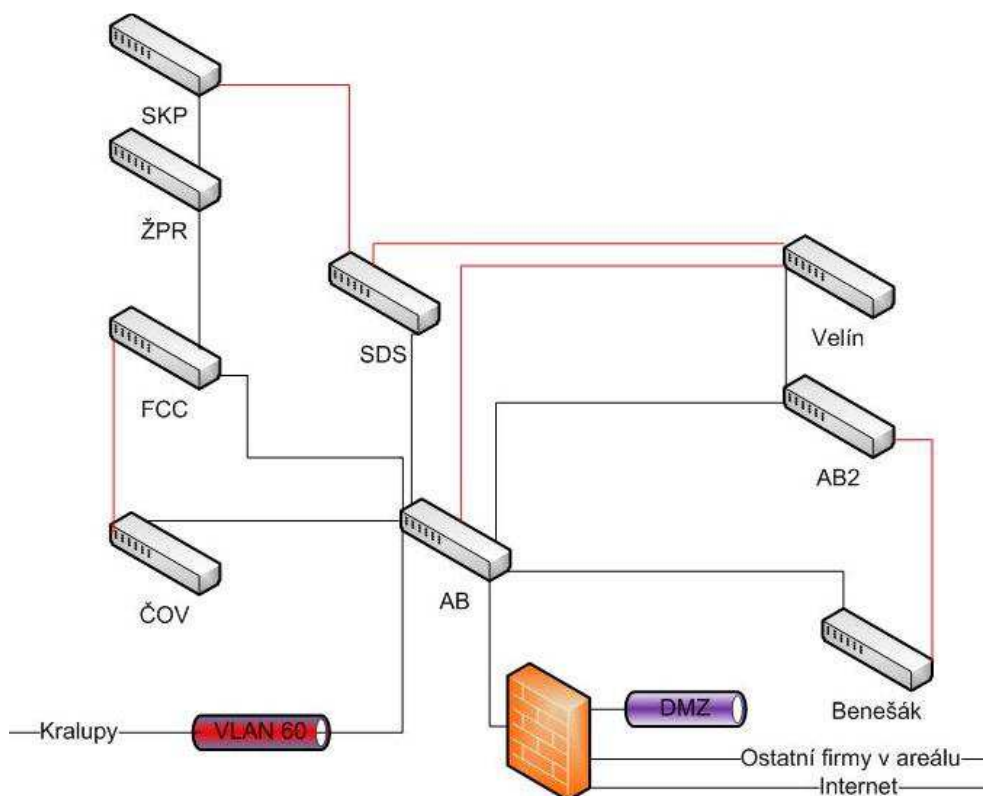 SKP
ŽPR
SDS
Velín
FCC
AB2
ČOV
AB
Benešák
DMZ
Kralupy
VLAN 60
Ostatní firmy v areálu
Internet